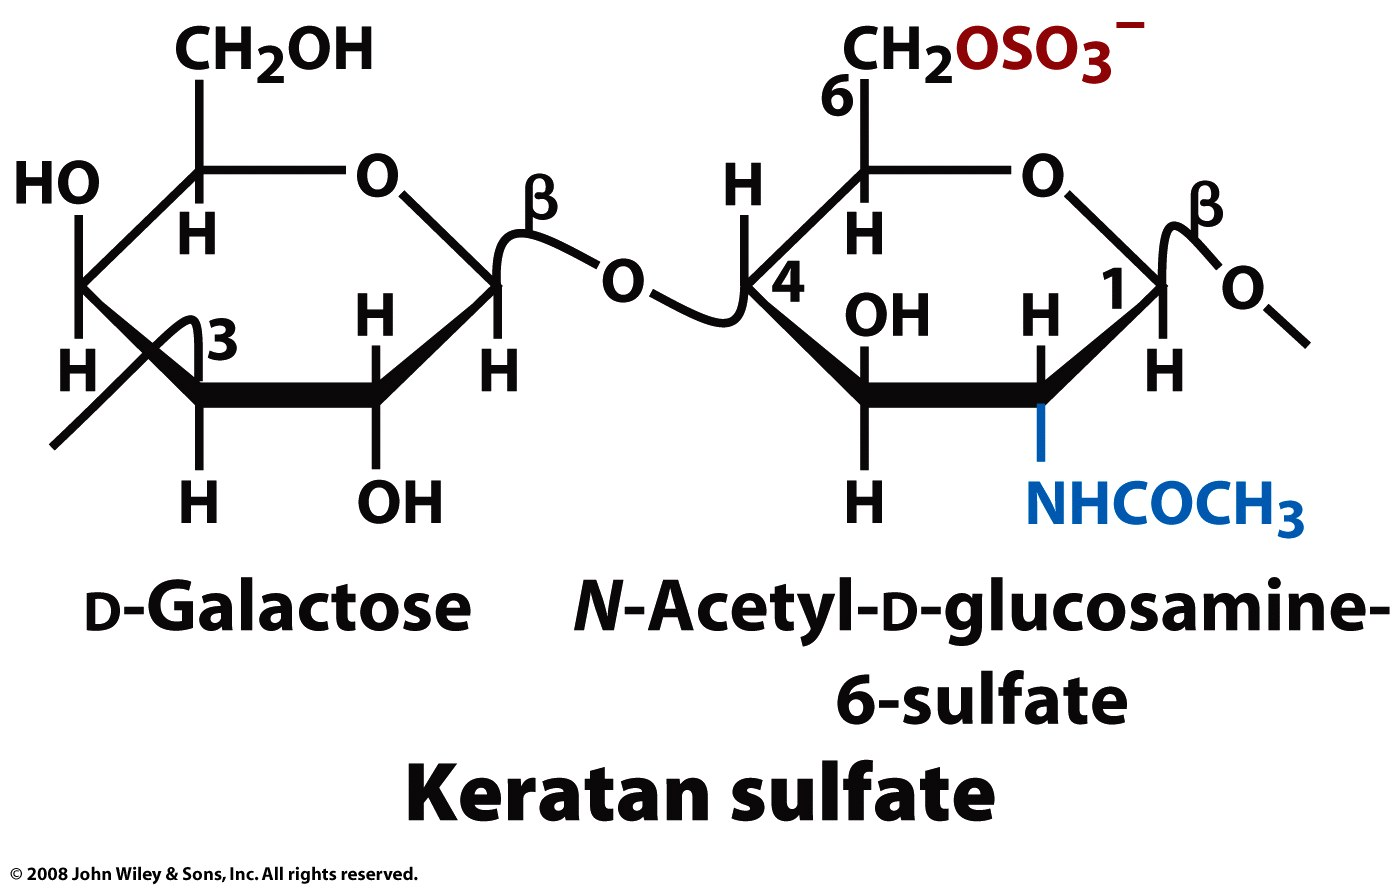 CH2OH CH2OSO3−
6
HO O H O β β
H H
4 1 O
O
H OH H
3
H H H
H OH H NHCOCH3
D-Galactose N-Acetyl-D-glucosamine-
6-sulfate
Keratan sulfate
© 2008 John Wiley & Sons, Inc. All rights reserved.